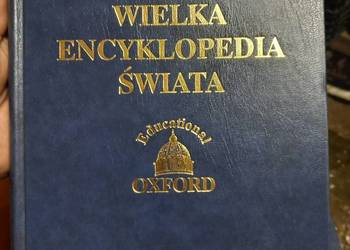 WIELKA
ENCYKLOPEDIA
ŚWIATA
Educational
OXFORD